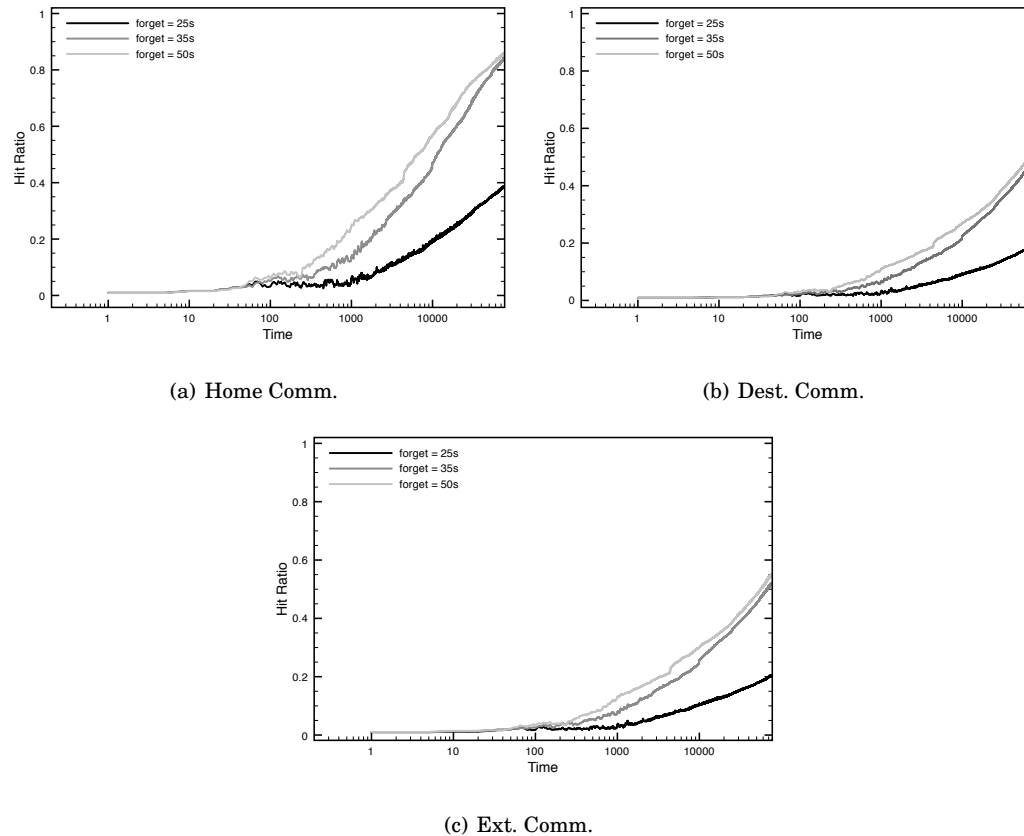 forget = 25s
forget = 35s
forget = 50s
1
0.8
0.6
0.4
0.2
0
Hit Ratio
1 10 100 1000 10000
Time
(a) Home Comm.
forget = 25s
forget = 35s
forget = 50s
1
0.8
0.6
0.4
0.2
0
Hit Ratio
1 10 100 1000 10000
Time
(b) Dest. Comm.
forget = 25s
forget = 35s
forget = 50s
1
0.8
0.6
0.4
0.2
0
Hit Ratio
1 10 100 1000 10000
Time
(c) Ext. Comm.